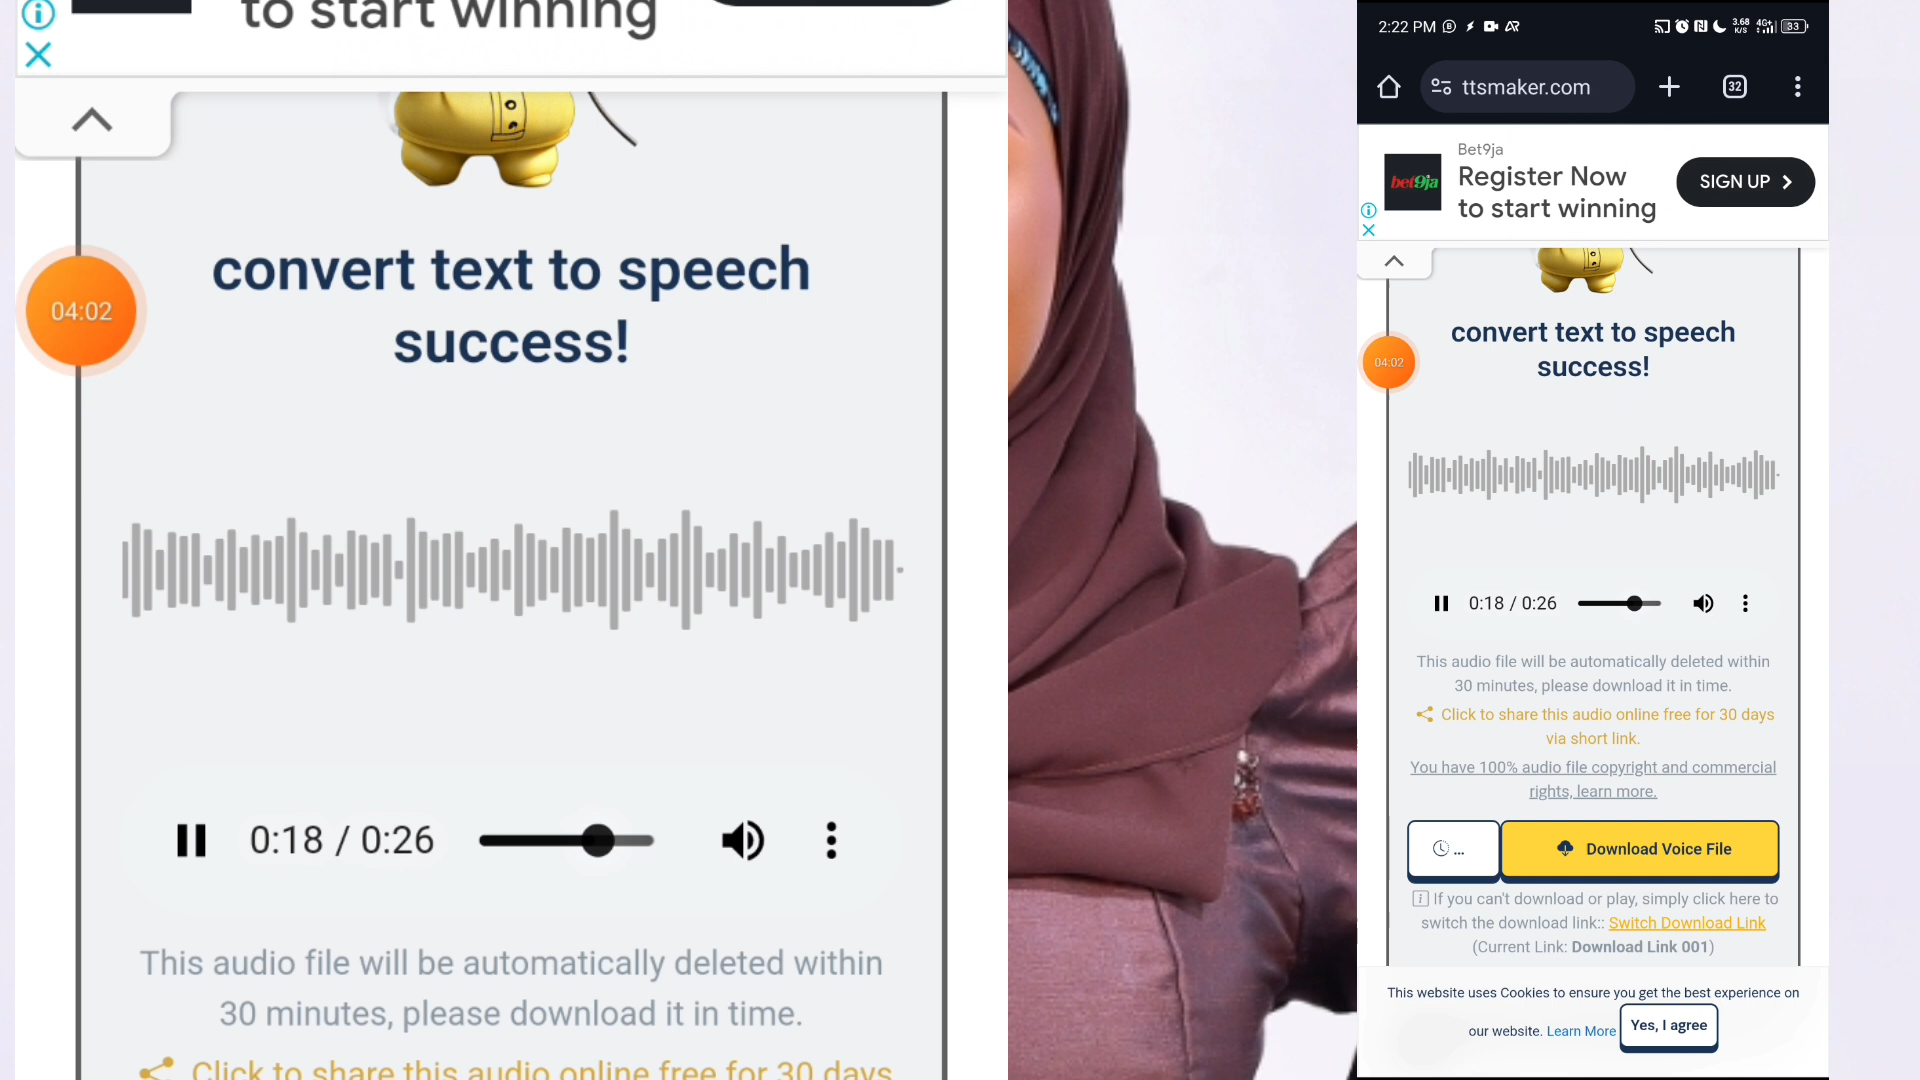 to start winning
04:02
convert text to speech
success!
0:18 / 0:26
This audio file will be automatically deleted within
30 minutes, please download it in time.
Click to share this audio online free for 30 days
2:22 PM
3.68
K/S
4G+
33
ttsmaker.com
32
Bet9ja
bet9ja
Register Now
to start winning
SIGN UP
04:02
convert text to speech
success!
0:18 / 0:26
This audio file will be automatically deleted within
30 minutes, please download it in time.
Click to share this audio online free for 30 days
via short link.
You have 100% audio file copyright and commercial
rights, learn more.
...
Download Voice File
If you can't download or play, simply click here to
switch the download link:: Switch Download Link
(Current Link: Download Link 001)
This website uses Cookies to ensure you get the best experience on
our website. Learn More Yes, I agree